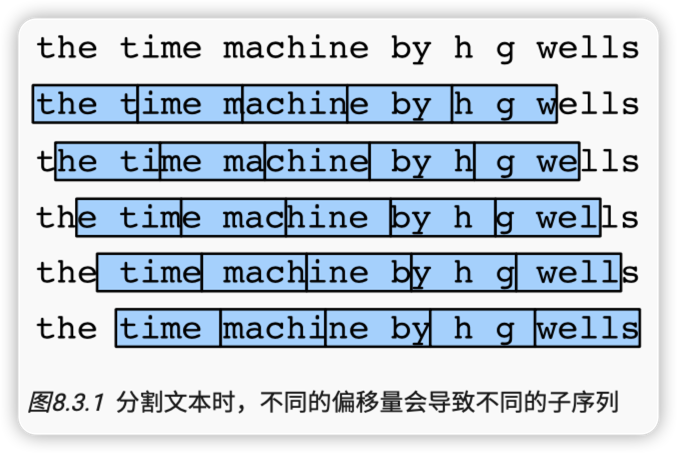 the time machine by h g wells
the time machine by h g wells
the time machine by h g wells
the time machine by h g wells
the time machine by h g wells
the time machine by h g wells
图8.3.1 分割文本时，不同的偏移量会导致不同的子序列